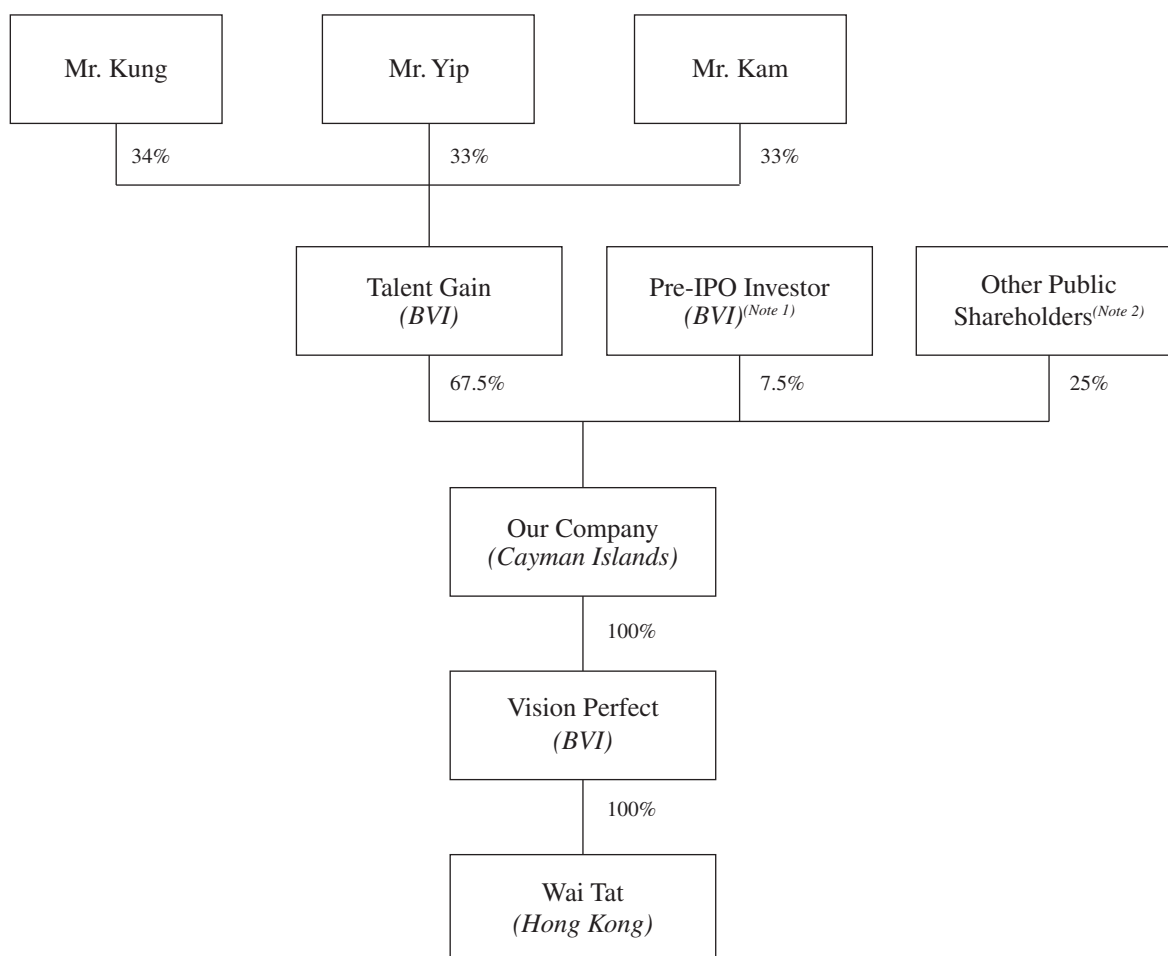 Mr. Kung
Mr. Yip
Mr. Kam
34%
33%
33%
Talent Gain
(BVI)
Pre-IPO Investor
(BVI)(Note 1)
Other Public
Shareholders(Note 2)
67.5%
7.5%
25%
Our Company
(Cayman Islands)
100%
Vision Perfect
(BVI)
100%
Wai Tat
(Hong Kong)